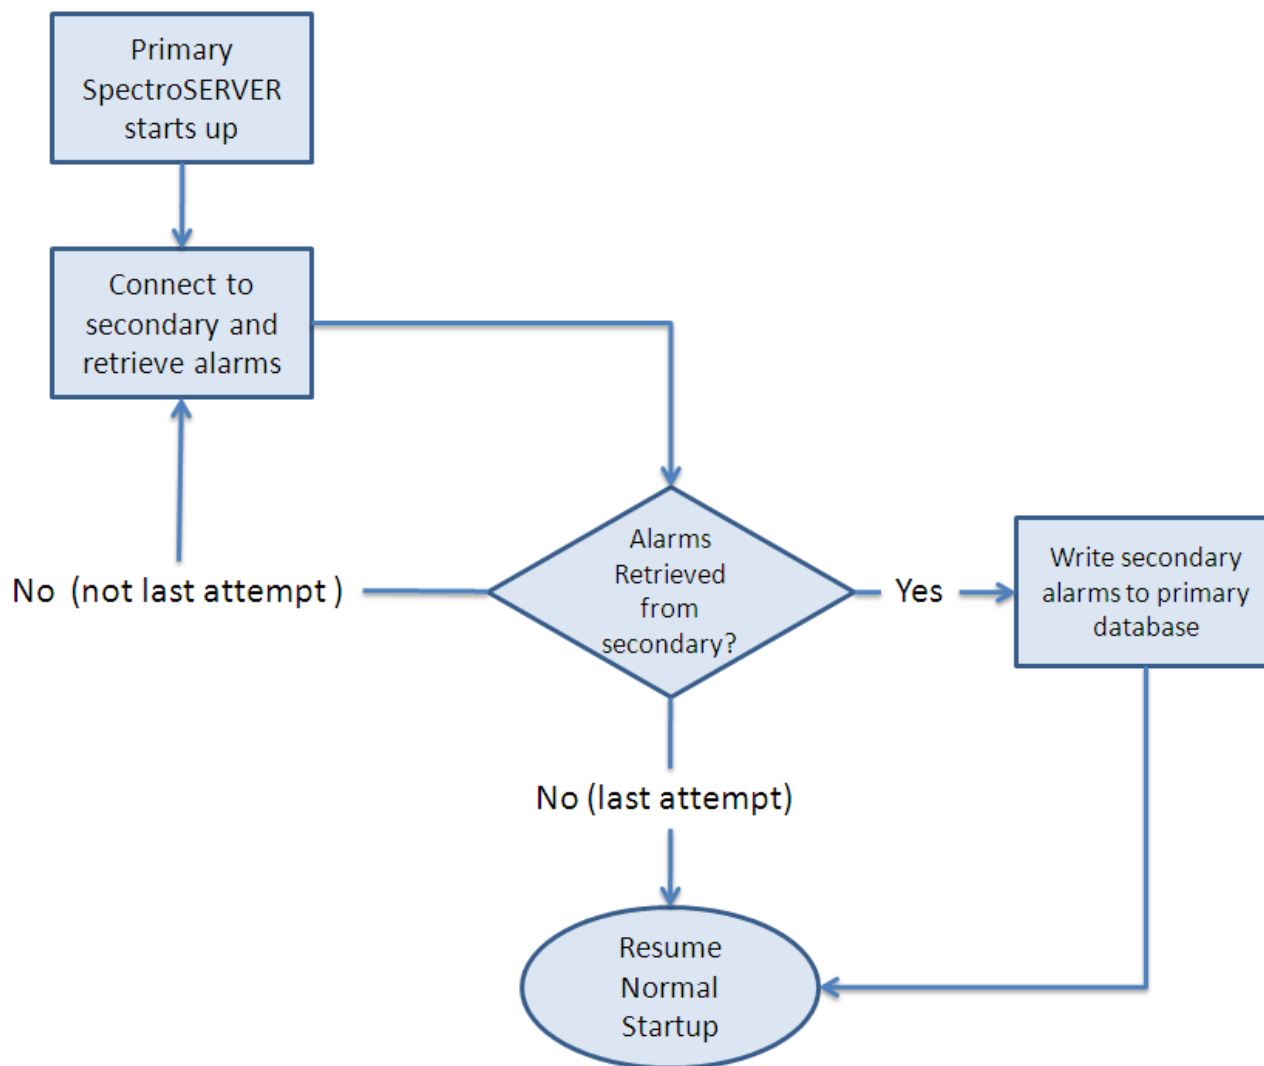 Primary
SpectroSERVER
starts up
Connect to
secondary and
retrieve alarms
Alarms
Retrieved
from
secondary?
No  (not last attempt )
Yes
Write secondary
alarms to primary
database
No (last attempt)
Resume
Normal
Startup